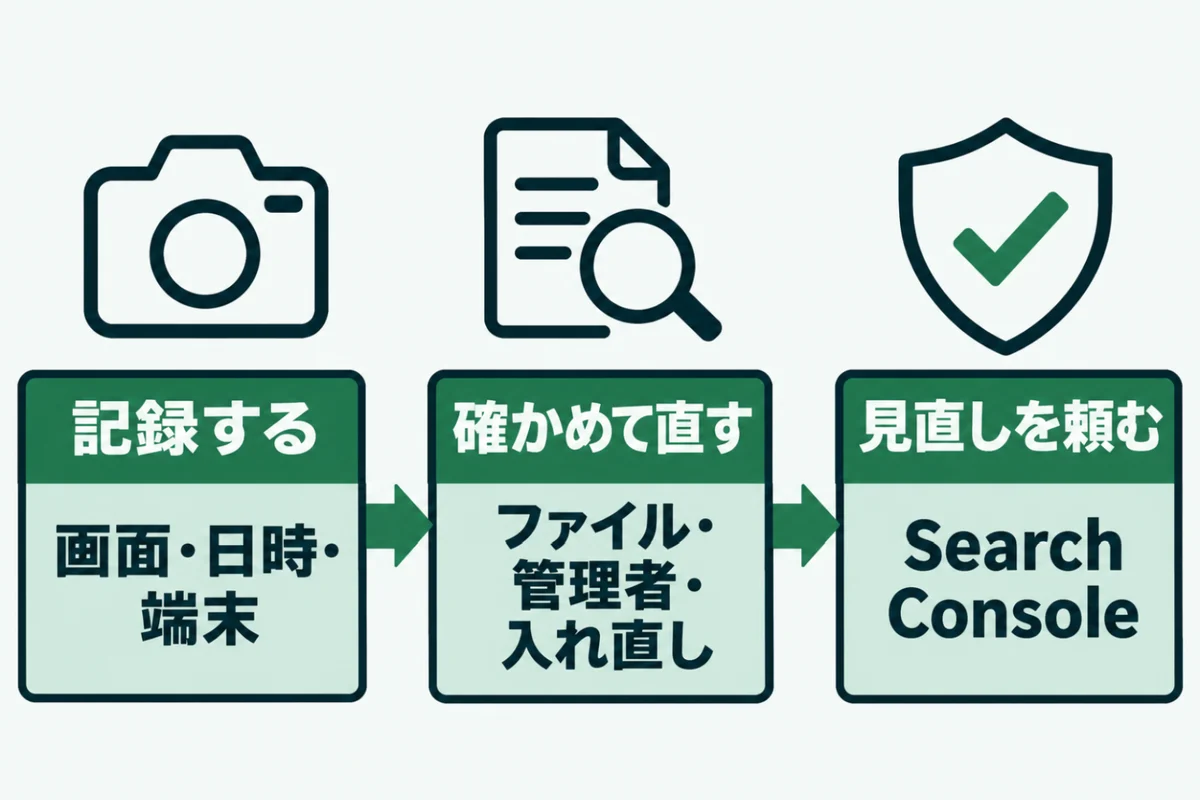 記録する
画面・日時・
端末
確かめて直す
ファイル・
管理者・
入れ直し
見直しを頼む
Search
Console